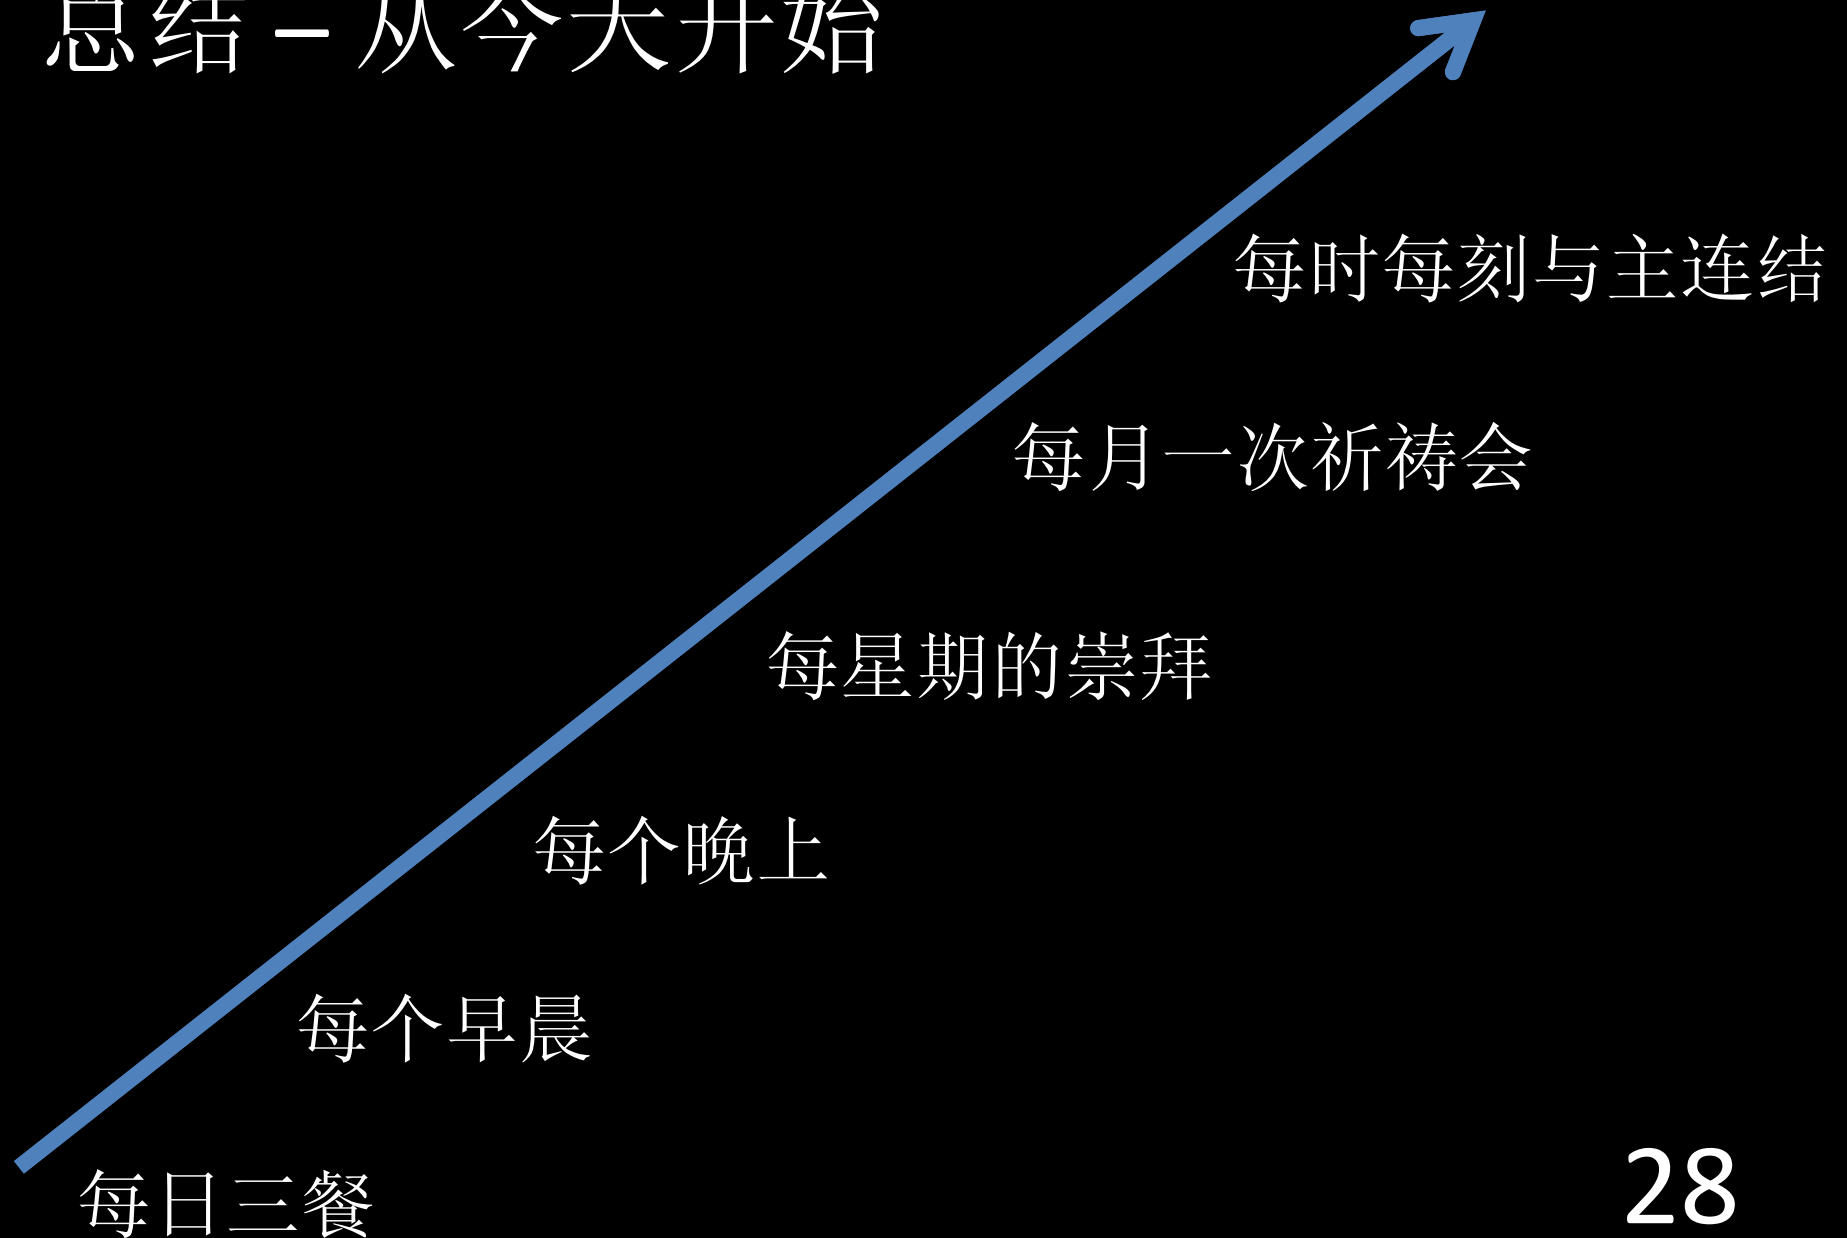 总结 – 从今天开始
每时每刻与主连结
每月一次祈祷会
每星期的崇拜
每个晚上
每个早晨
每日三餐
28